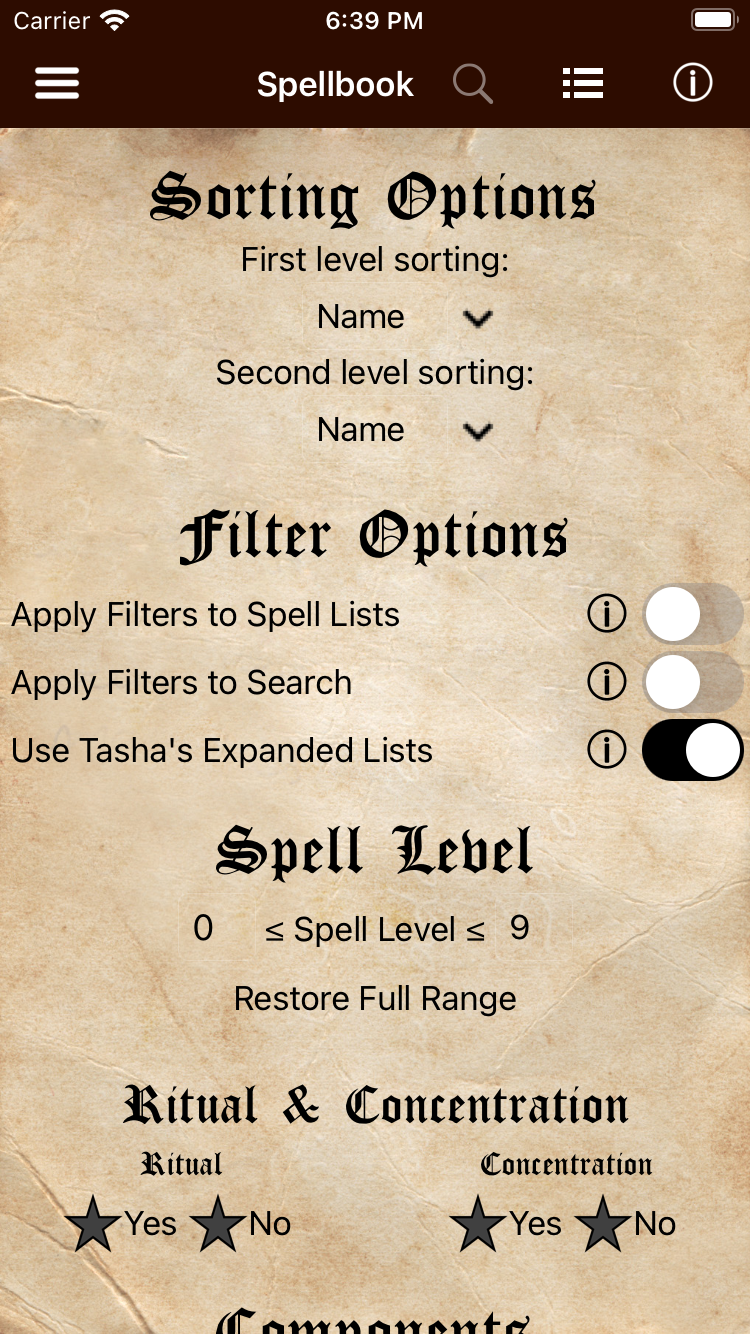 Carrier 6:39 PM
Spellbook
Sorting Options
First level sorting:
Name
Second level sorting:
Name
Filter Options
Apply Filters to Spell Lists
Apply Filters to Search
Use Tasha's Expanded Lists
Spell Level
0 ≤ Spell Level ≤ 9
Restore Full Range
Ritual & Concentration
Ritual Concentration
Yes No Yes No
Components